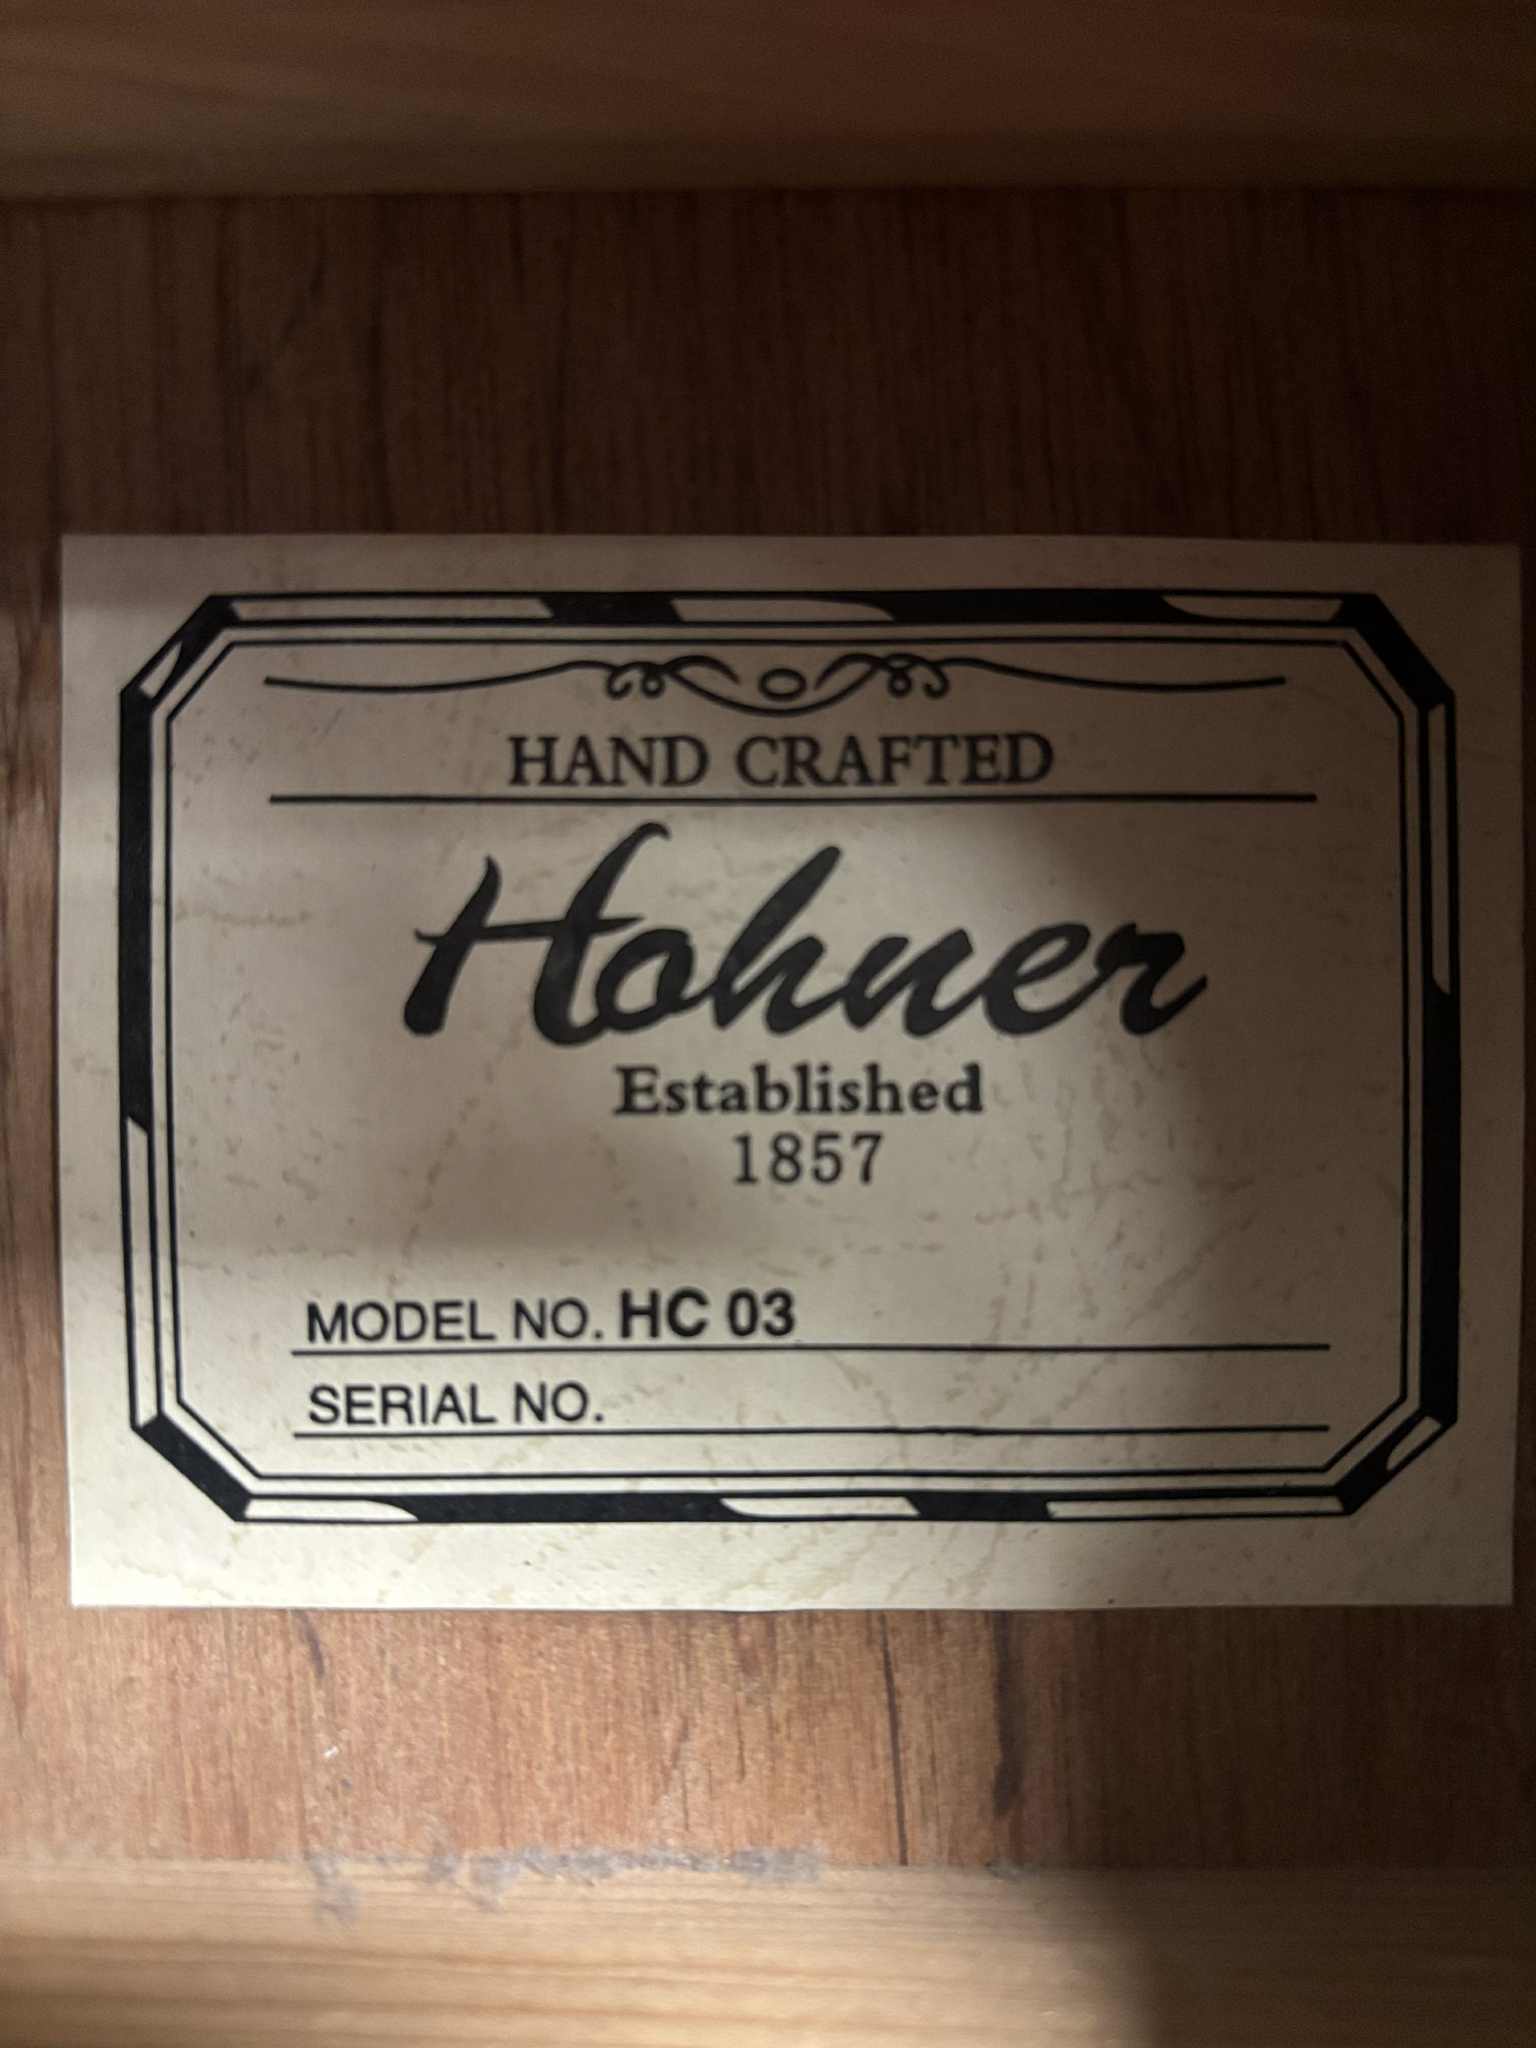 HAND CRAFTED
Hohner
Established
1857
MODEL NO. HC 03
SERIAL NO.